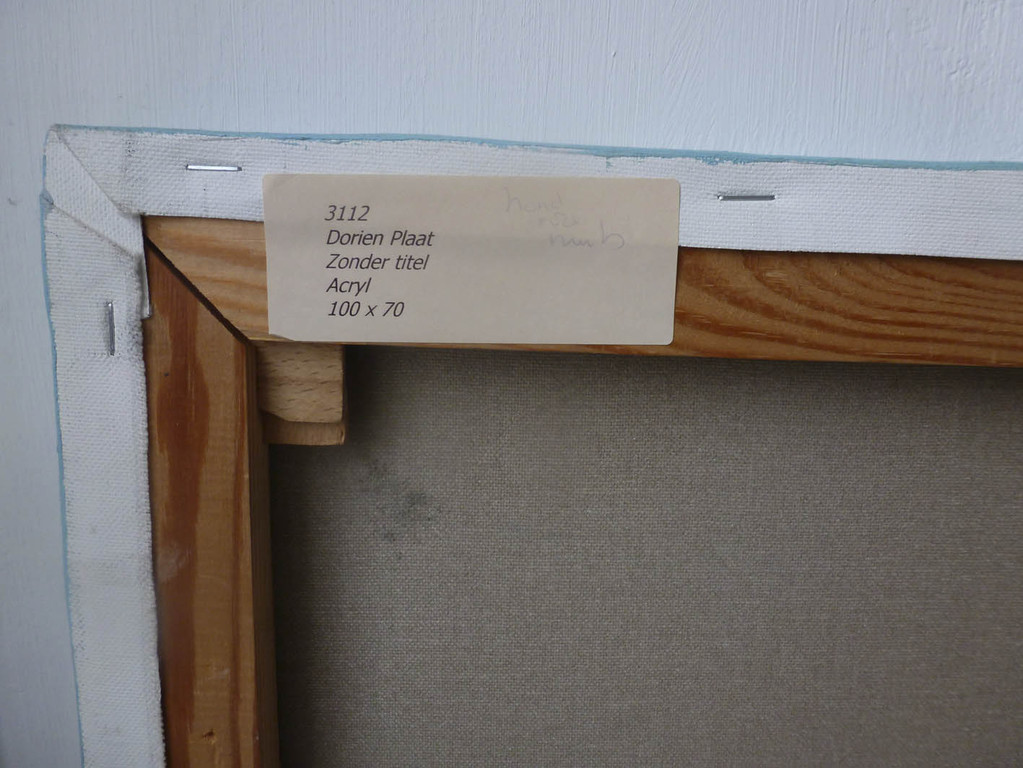 3112
Dorien Plaat
Zonder titel
Acryl
100 x 70